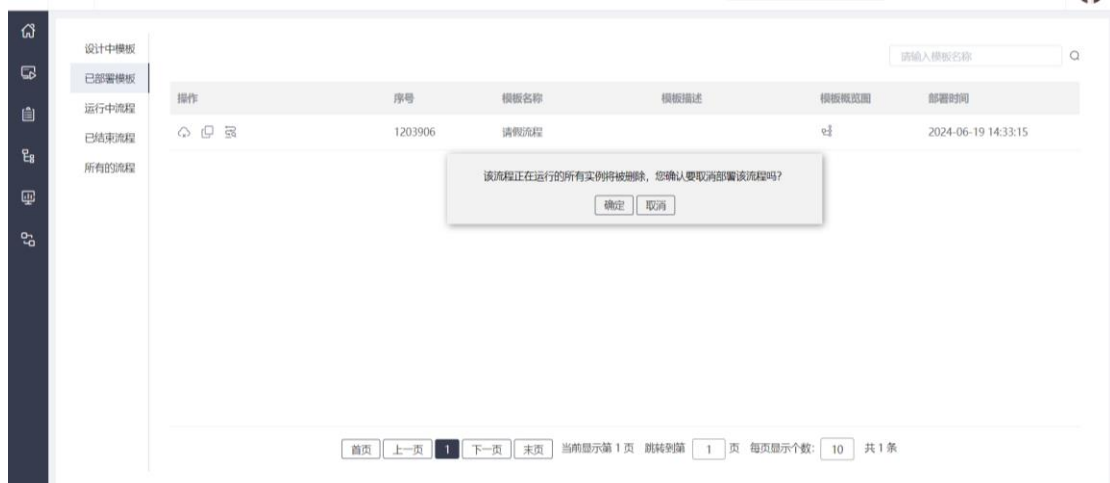 设计中模板
已部署模板
运行中流程
已结束流程
所有的流程
请输入模板名称
操作 序号 模板名称 模板描述 模板概览图 部署时间
1203906 请假流程 2024-06-19 14:33:15
该流程正在运行的所有实例将被删除，您确认要取消部署该流程吗?
确定 取消
首页 上一页 1 下一页 末页 当前显示第 1 页 跳转到第 1 页 每页显示个数: 10 共 1 条